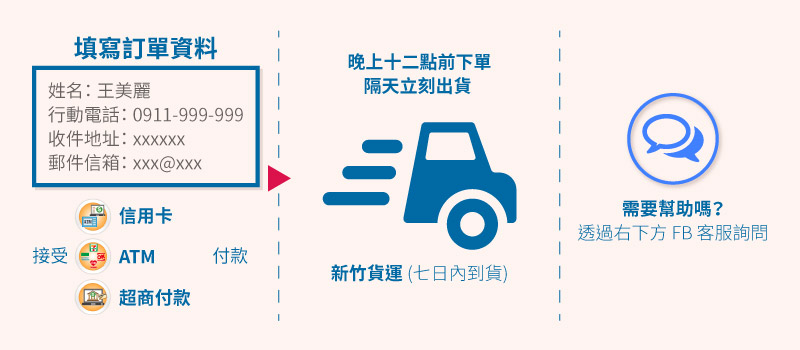 填寫訂單資料
姓名：王美麗
行動電話：0911-999-999
收件地址：xxxxxx
郵件信箱：xxx@xxx
信用卡
接受 ATM 付款
超商付款
晚上十二點前下單
隔天立刻出貨
新竹貨運 (七日內到貨)
需要幫助嗎？
透過右下方 FB 客服詢問